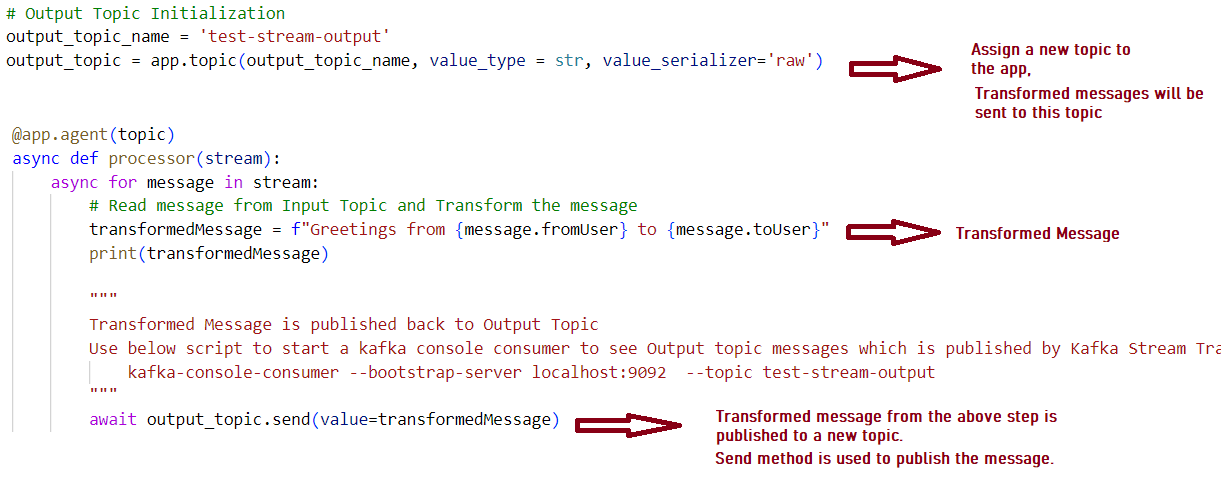 # Output Topic Initialization
output_topic_name = 'test-stream-output'
output_topic = app.topic(output_topic_name, value_type = str, value_serializer='raw')
Assign a new topic to
the app,
Transformed messages will be
sent to this topic
@app.agent(topic)
async def processor(stream):
async for message in stream:
# Read message from Input Topic and Transform the message
transformedMessage = f"Greetings from {message.fromUser} to {message.toUser}"
Transformed Message
print(transformedMessage)
"""
Transformed Message is published back to Output Topic
Use below script to start a kafka console consumer to see Output topic messages which is published by Kafka Stream Tra
kafka-console-consumer --bootstrap-server localhost:9092  --topic test-stream-output
"""
await output_topic.send(value=transformedMessage)
Transformed message from the above step is
published to a new topic.
Send method is used to publish the message.